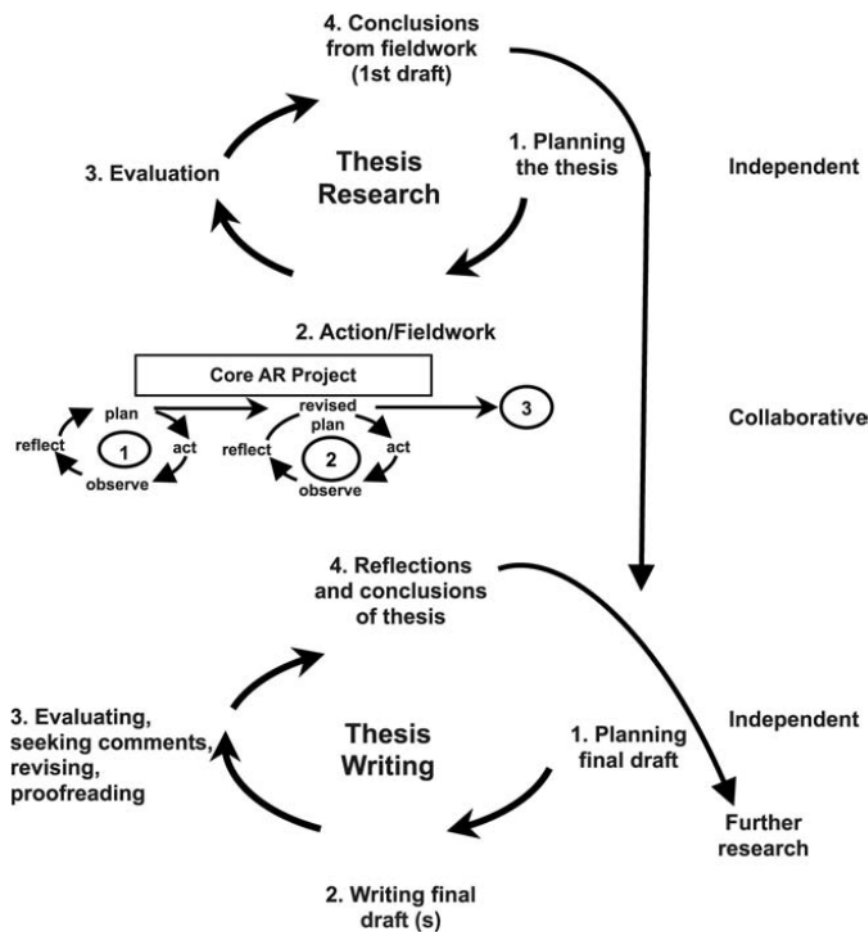 4. Conclusions
from fieldwork
(1st draft)
1. Planning
the thesis
Thesis
Research
3. Evaluation
Independent
2. Action/Fieldwork
Core AR Project
plan
revised
plan
3
Collaborative
reflect
1
act
reflect
2
act
observe
observe
4. Reflections
and conclusions
of thesis
3. Evaluating,
seeking comments,
revising,
proofreading
Thesis
Writing
1. Planning
final draft
Independent
Further
research
2. Writing final
draft (s)